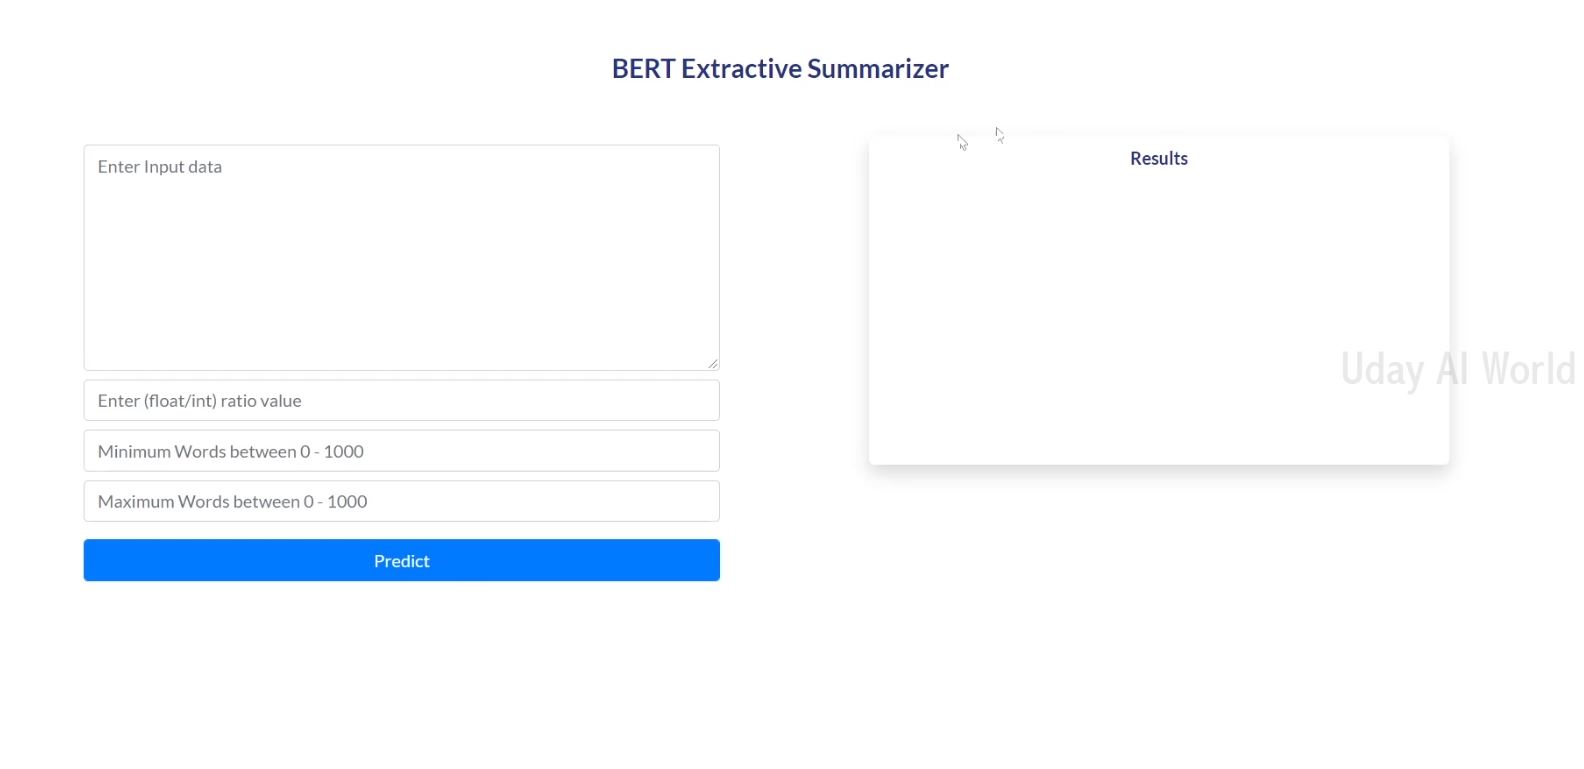 BERT Extractive Summarizer
Enter Input data
Enter (float/int) ratio value
Minimum Words between 0 - 1000
Maximum Words between 0 - 1000
Predict
Results
Uday AI World